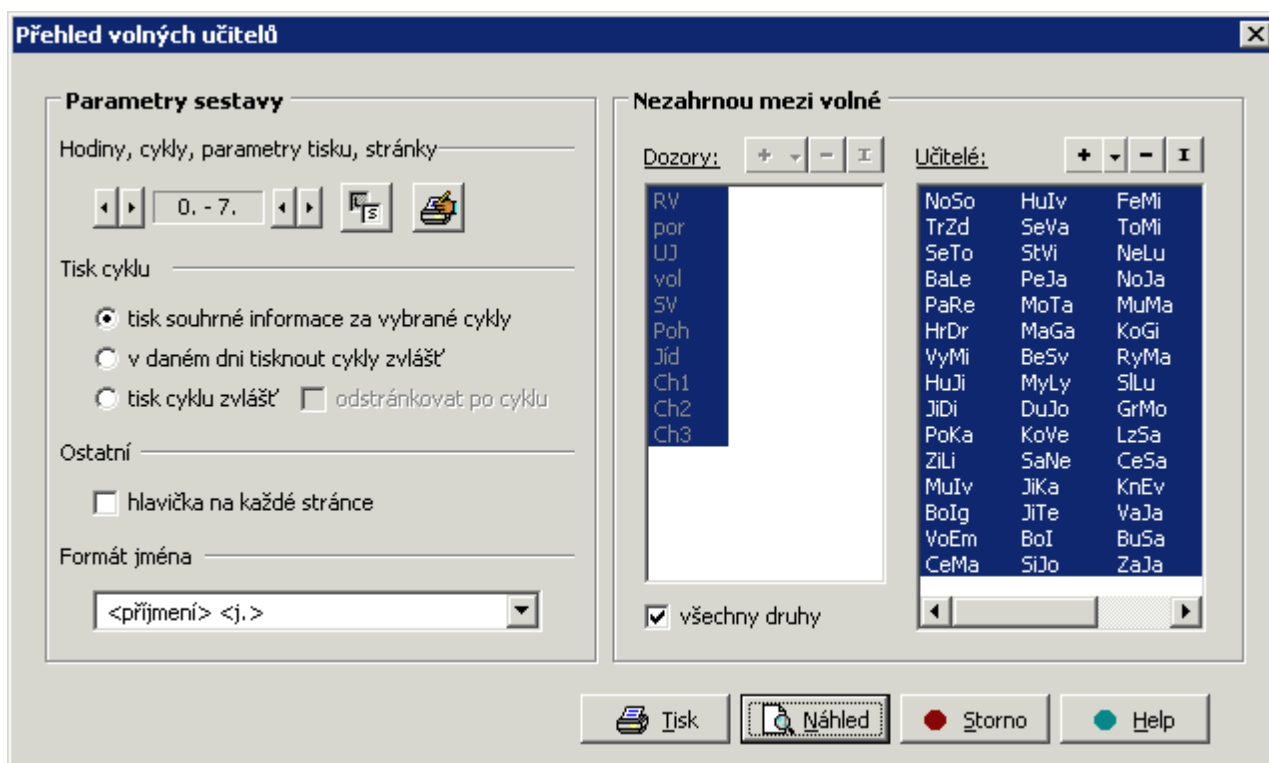 Přehled volných učitelů
Parametry sestavy
Hodiny, cykly, parametry tisku, stránky
0. - 7.
Tisk cyklu
tisk souhrné informace za vybrané cykly
v daném dni tisknout cykly zvlášť
tisk cyklu zvlášť odstránkovat po cyklu
Ostatní
hlavička na každé stránce
Formát jména
<příjmení> <j.>
Nezahrnou mezi volné
Dozory:
RV
por
UJ
vol
SV
Poh
Jíd
Ch1
Ch2
Ch3
všechny druhy
Učitelé:
NoSo HuIv FeMi
TrZd SeVa ToMi
SeTo StVi NeLu
BaLe PeJa NoJa
PaRe MoTa MuMa
HrDr MaGa KoGi
VyMi BeSv RyMa
HuJi MyLy SlLu
JiDi DuJo GrMo
PoKa KoVe LzSa
ZiLi SaNe CeSa
MuIv JiKa KnEv
BoIg JiTe VaJa
VoEm BoI BuSa
CeMa SiJo ZaJa
Tisk Náhled Storno Help